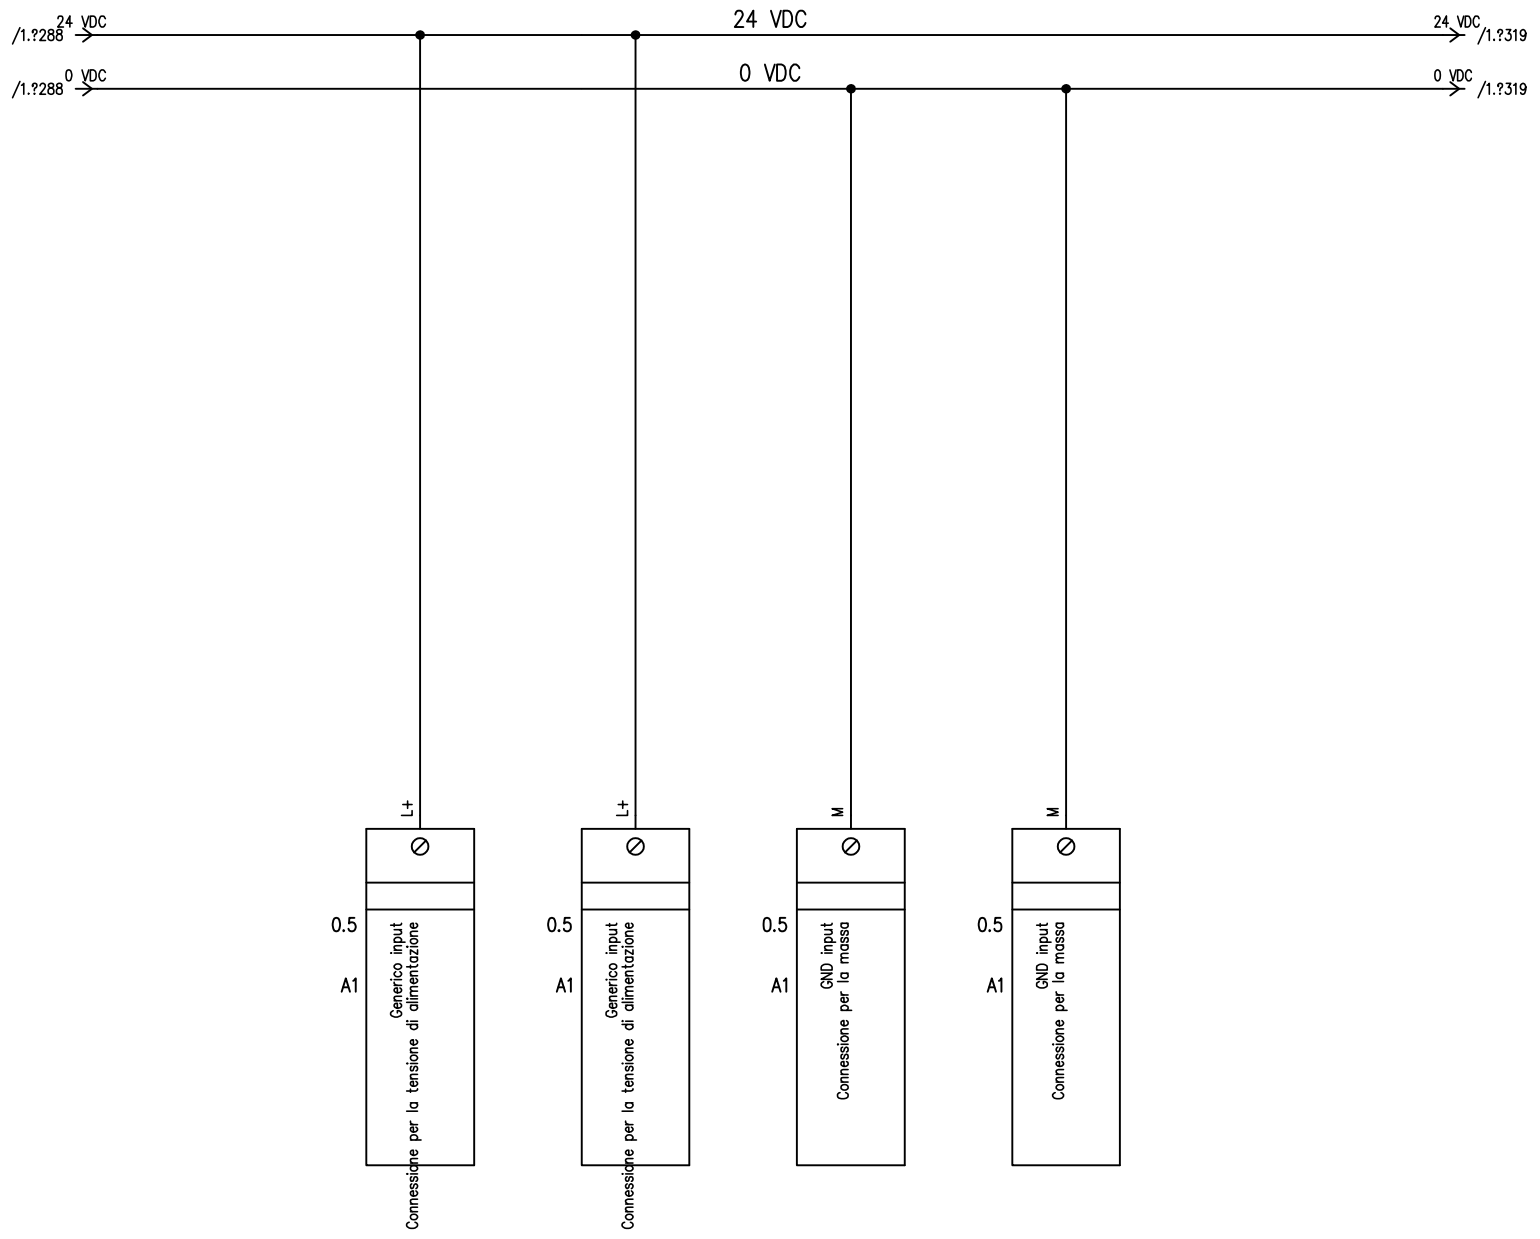 24 VDC
24 VDC
24 VDC
/1.?288
/1.?319
0 VDC
0 VDC
0 VDC
/1.?288
/1.?319
L+
L+
M
M
0.5
0.5
0.5
0.5
A1
A1
A1
A1
Generico input
Connessione per la tensione di alimentazione
Generico input
Connessione per la tensione di alimentazione
GND input
Connessione per la massa
GND input
Connessione per la massa